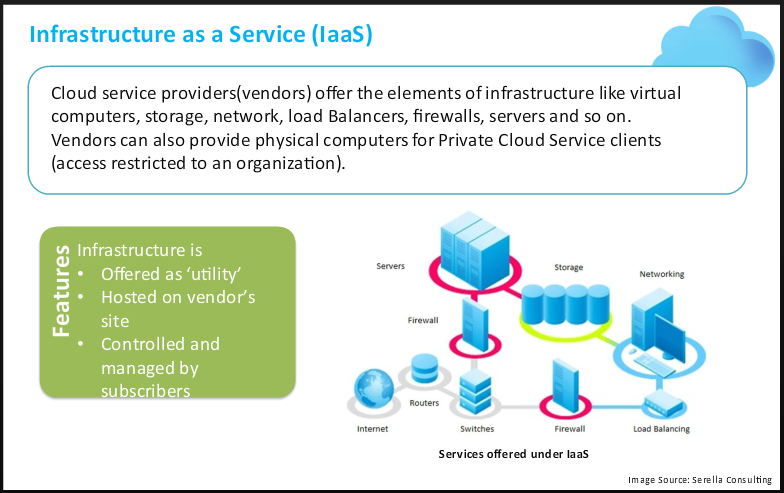 Infrastructure as a Service (IaaS)
Cloud service providers(vendors) offer the elements of infrastructure like virtual
computers, storage, network, load Balancers, firewalls, servers and so on.
Vendors can also provide physical computers for Private Cloud Service clients
(access restricted to an organization).
Features
Infrastructure is
• Offered as ‘utility’
• Hosted on vendor’s
site
• Controlled and
managed by
subscribers
Servers
Storage
Networking
Firewall
Routers
Internet
Switches
Firewall
Load Balancing
Services offered under IaaS
Image Source: Serella Consulting